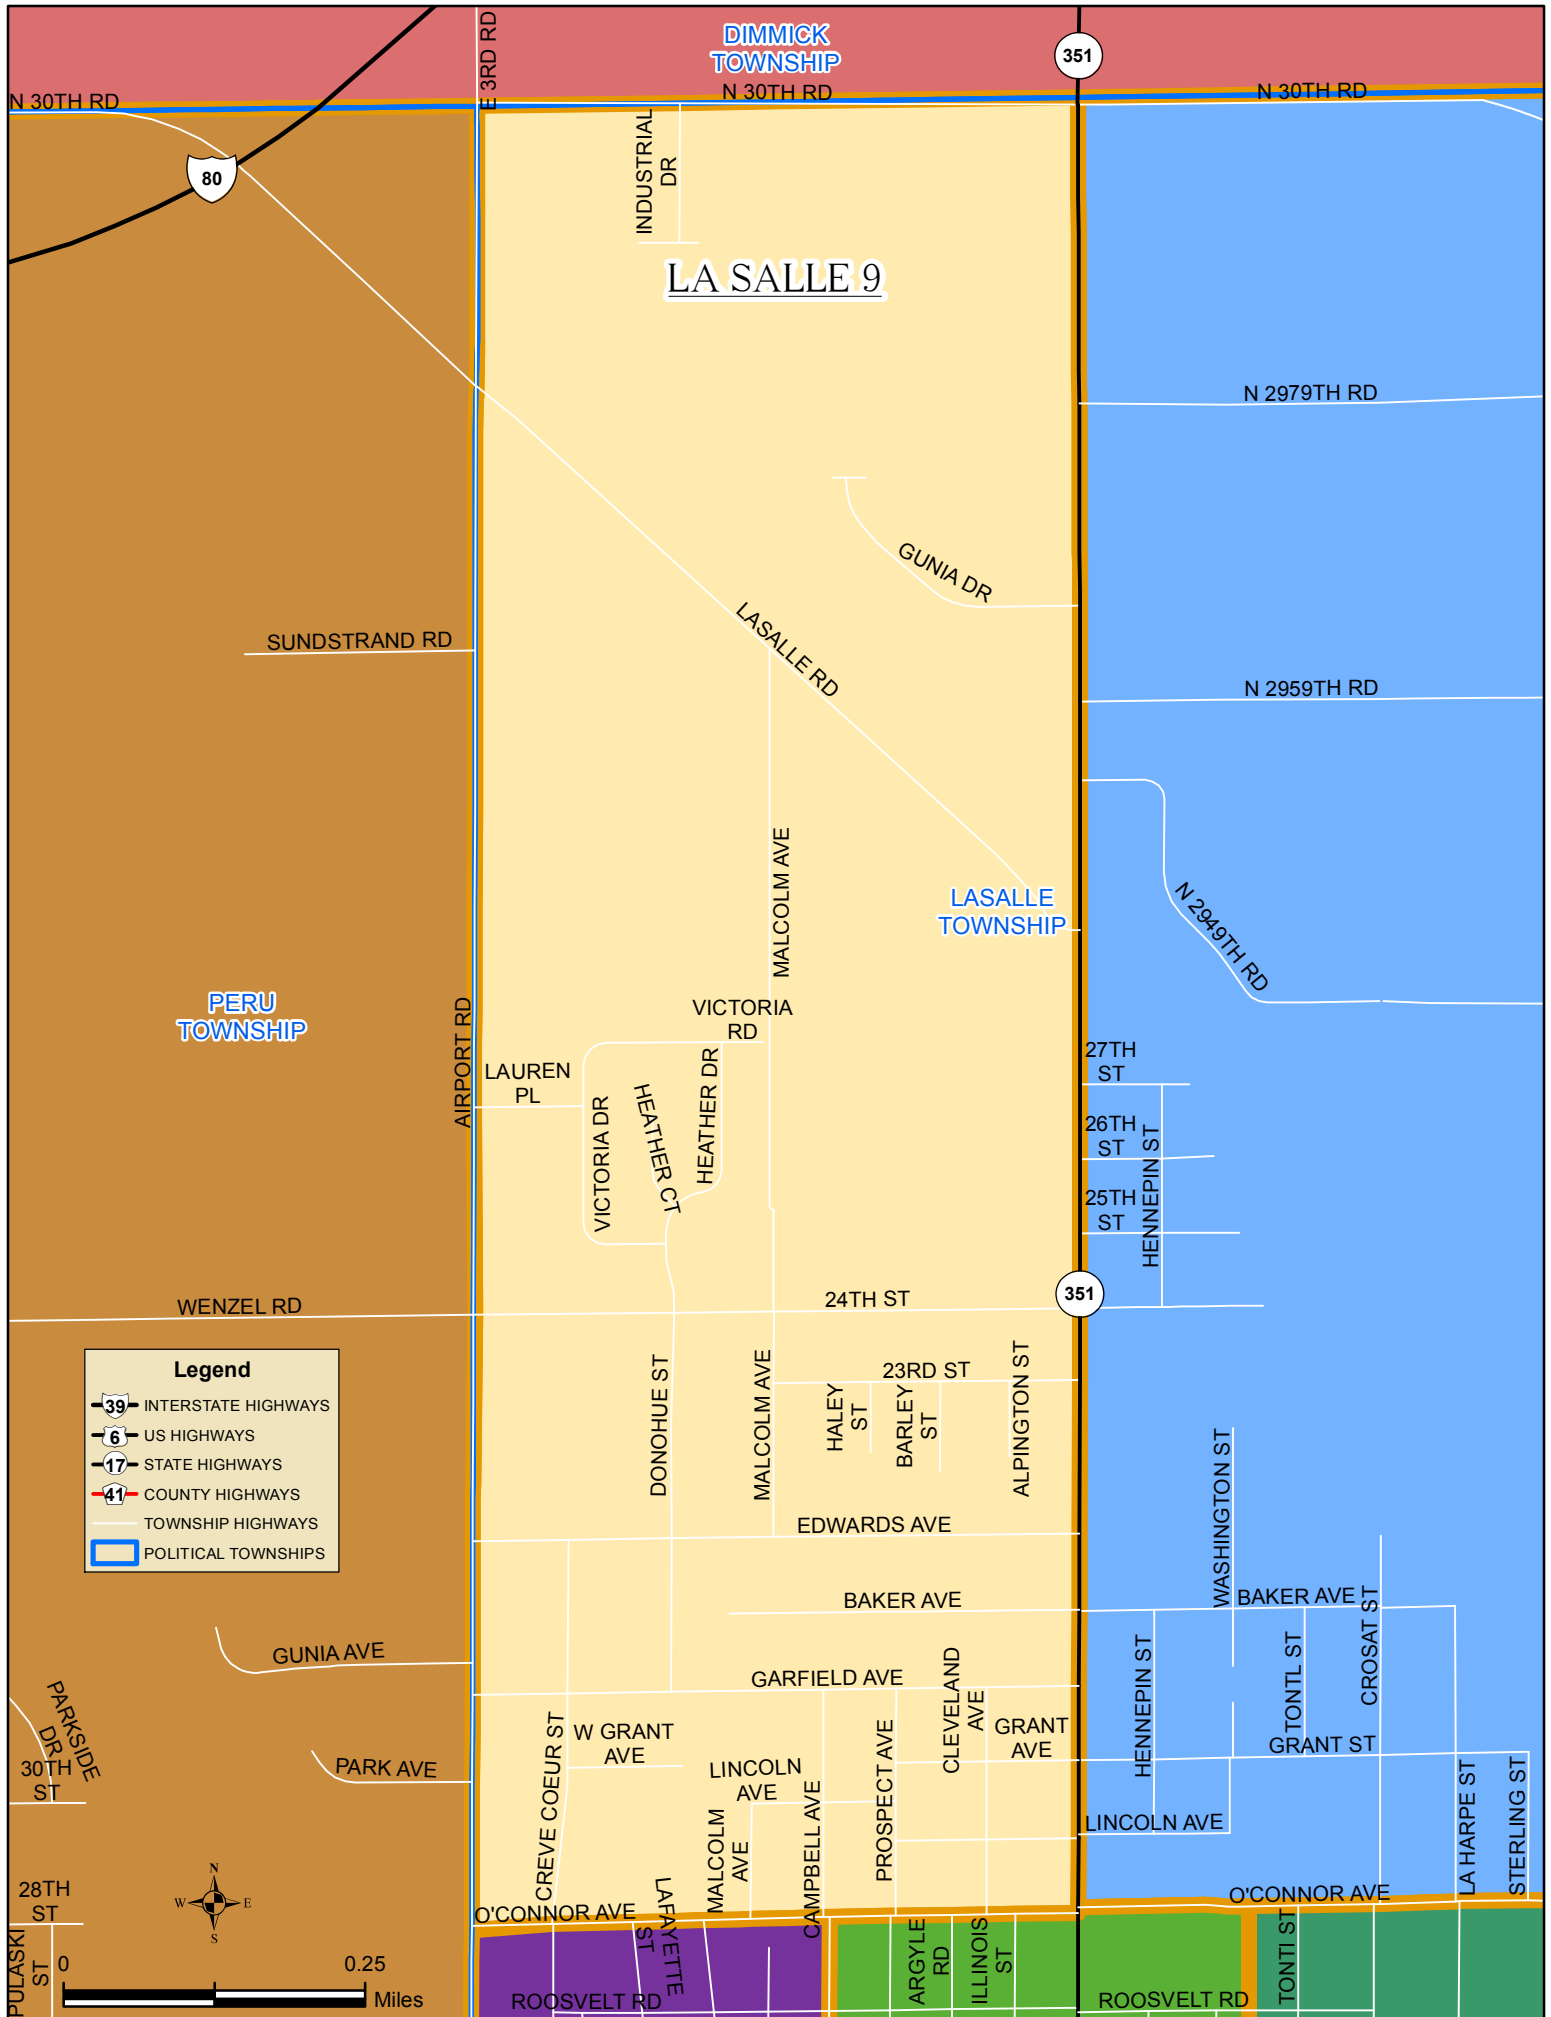 DIMMICK
TOWNSHIP
351
E 3RD RD
N 30TH RD
N 30TH RD
N 30TH RD
80
INDUSTRIAL
DR
LA SALLE 9
N 2979TH RD
GUNIA DR
LASALLE RD
SUNDSTRAND RD
N 2959TH RD
MALCOLM AVE
LASALLE
TOWNSHIP
N 2949TH RD
PERU
TOWNSHIP
AIRPORT RD
VICTORIA
RD
LAUREN
PL
HEATHER DR
HEATHER CT
VICTORIA DR
27TH
ST
26TH
ST
25TH
ST
HENNEPIN ST
WENZEL RD
24TH ST
351
Legend
39 INTERSTATE HIGHWAYS
6 US HIGHWAYS
17 STATE HIGHWAYS
41 COUNTY HIGHWAYS
TOWNSHIP HIGHWAYS
POLITICAL TOWNSHIPS
DONOHUE ST
MALCOLM AVE
23RD ST
HALEY
ST
BARLEY
ST
ALPINGTON ST
WASHINGTON ST
EDWARDS AVE
BAKER AVE
BAKER AVE
CROSAT ST
TONTL ST
HENNEPIN ST
GUNIA AVE
GARFIELD AVE
CLEVELAND
AVE
GRANT
AVE
GRANT ST
PARKSIDE
DR
30TH
ST
PARK AVE
W GRANT
AVE
CREVE COEUR ST
LINCOLN
AVE
MALCOLM
AVE
CAMPBELL AVE
PROSPECT AVE
LINCOLN AVE
LA HARPE ST
STERLING ST
28TH
ST
N
W
E
S
O'CONNOR AVE
O'CONNOR AVE
LAFAYETTE
ST
ARGYLE
RD
ILLINOIS
ST
TONTI ST
PULASKI
ST
0
0.25
Miles
ROOSVELT RD
ROOSVELT RD